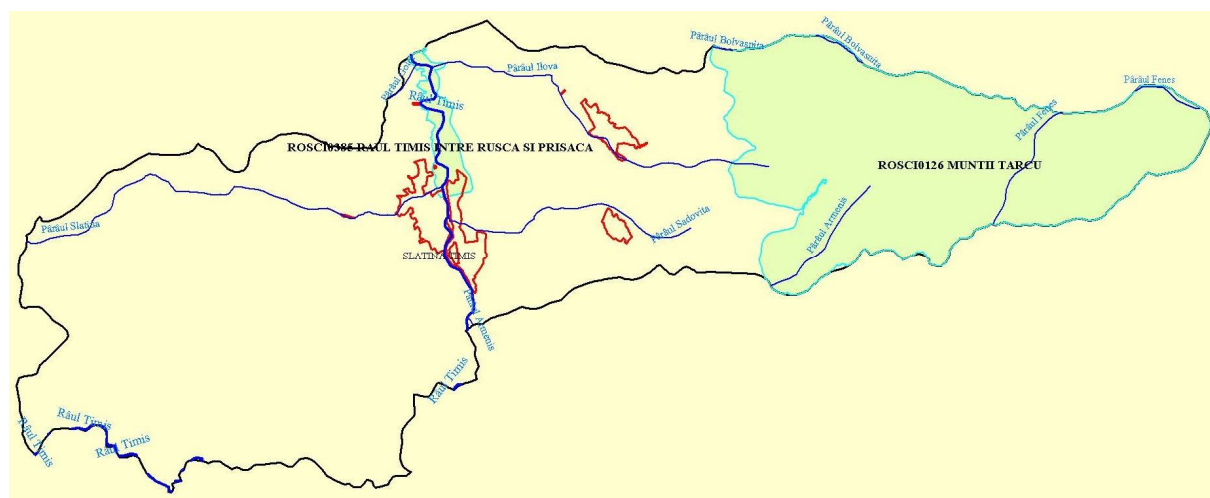 Pârâul Bolvasnita
Pârâul Bolvasnita
Pârâul Ilova
Pârâul Fenes
Pârâul
Râul Timis
Pârâul Fenes
ROSCI0385 RAUL TIMIS INTRE RUSCA SI PRISACA
ROSCI0126 MUNTII TARCU
Pârâul Slatina
Pârâul Sadovita
Pârâul Armenis
SLATINA TIMIS
Pârâul Armenis
Râul Timis
Râul Timis
Râul Timis
Râul Timis